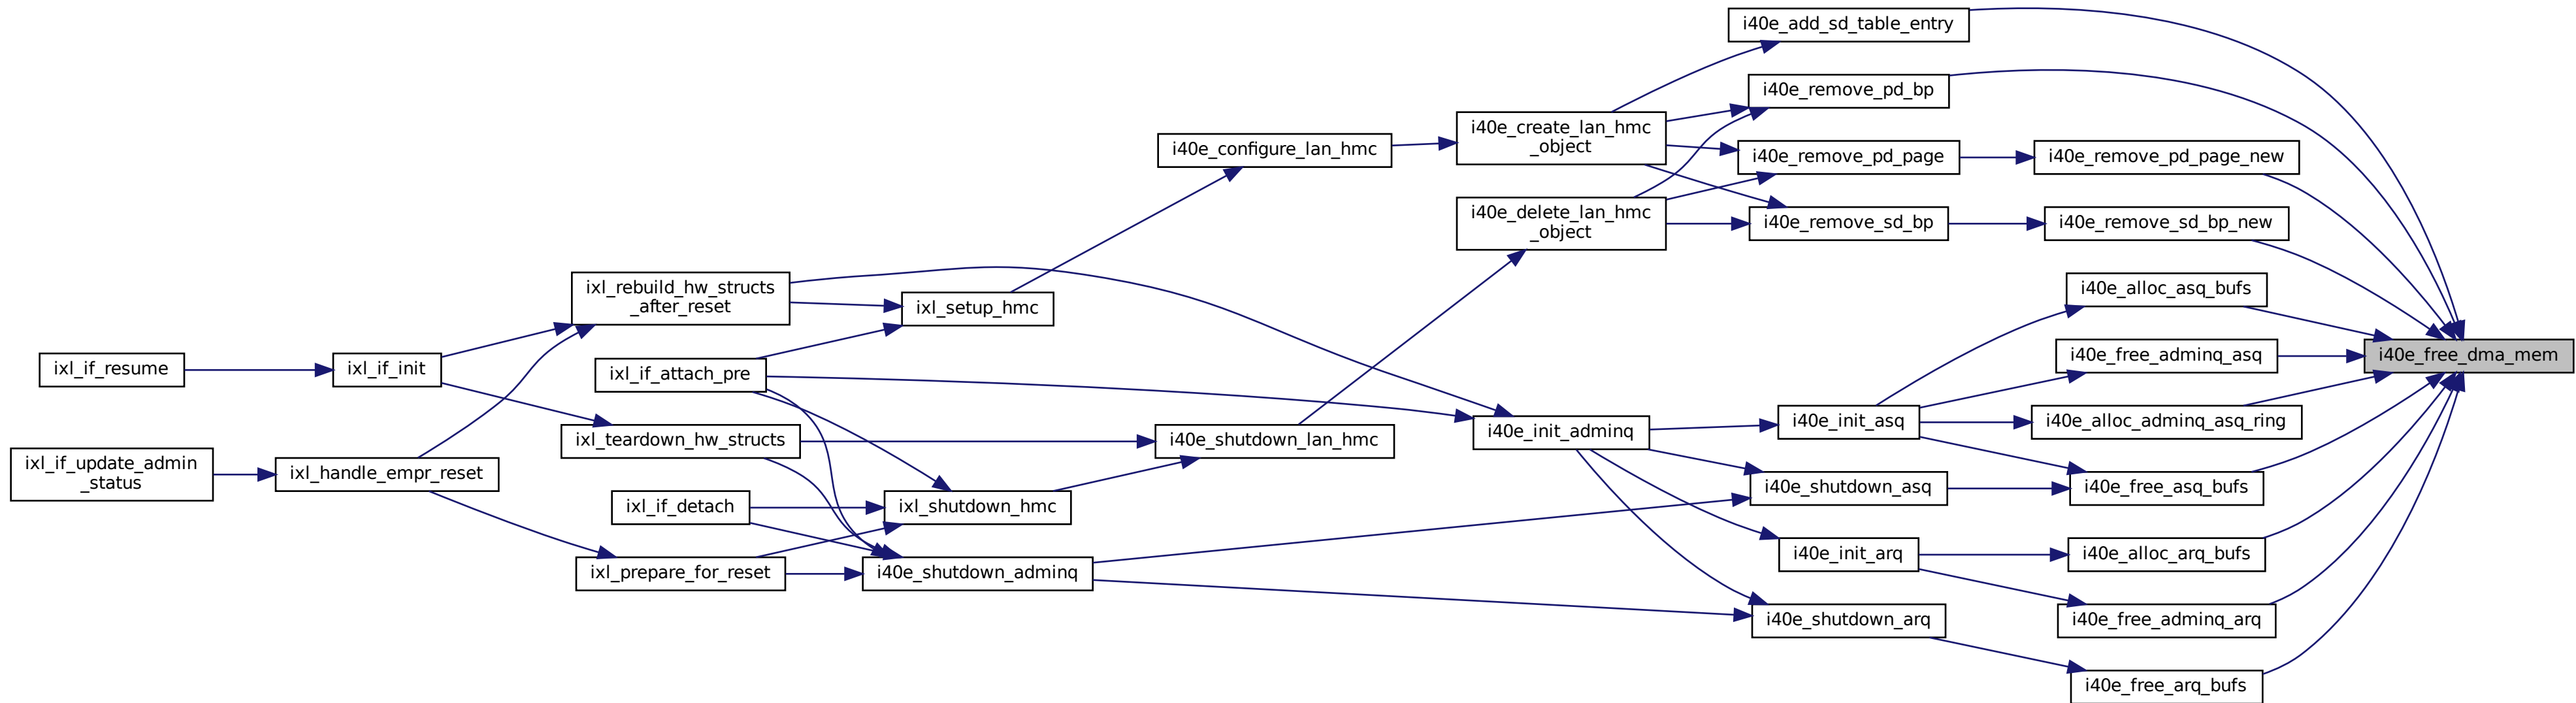 i40e_add_sd_table_entry
i40e_remove_pd_bp
i40e_create_lan_hmc
_object
i40e_configure_lan_hmc
i40e_remove_pd_page
i40e_remove_pd_page_new
i40e_delete_lan_hmc
_object
i40e_remove_sd_bp
i40e_remove_sd_bp_new
ixl_rebuild_hw_structs
_after_reset
ixl_setup_hmc
i40e_alloc_asq_bufs
ixl_if_resume
ixl_if_init
ixl_if_attach_pre
i40e_free_adminq_asq
i40e_free_dma_mem
ixl_teardown_hw_structs
i40e_shutdown_lan_hmc
i40e_init_adminq
i40e_init_asq
i40e_alloc_adminq_asq_ring
ixl_if_update_admin
_status
ixl_handle_empr_reset
ixl_if_detach
ixl_shutdown_hmc
i40e_shutdown_asq
i40e_free_asq_bufs
ixl_prepare_for_reset
i40e_shutdown_adminq
i40e_init_arq
i40e_alloc_arq_bufs
i40e_shutdown_arq
i40e_free_adminq_arq
i40e_free_arq_bufs